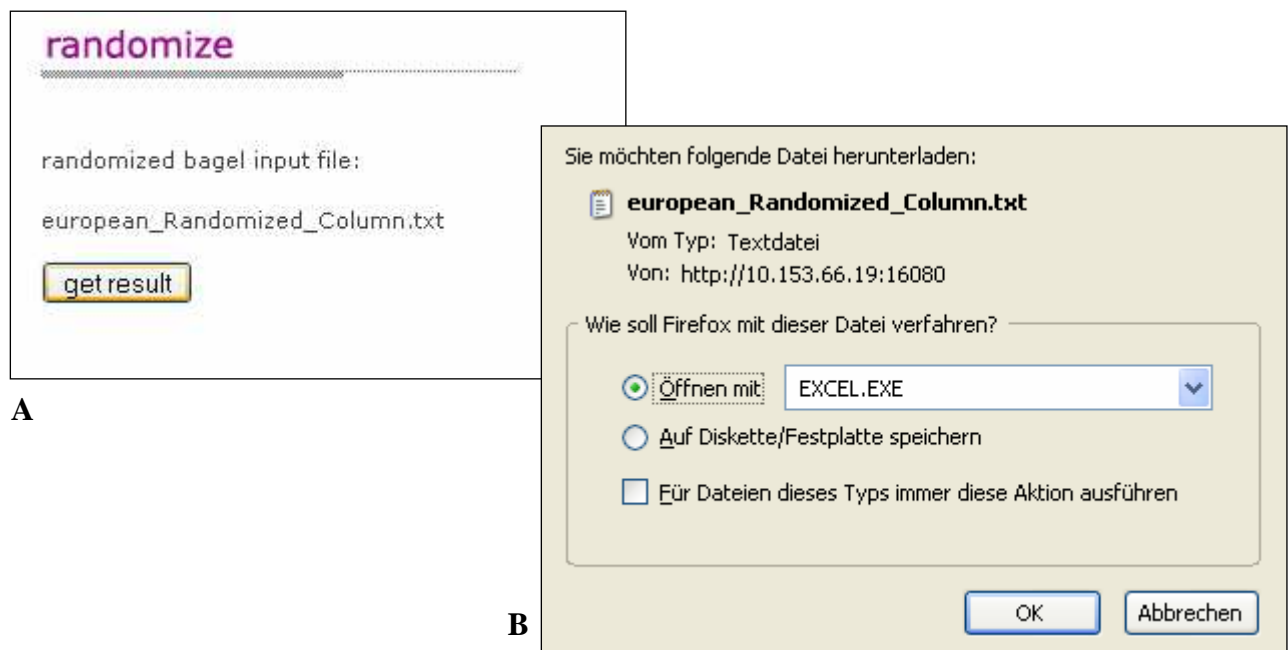 randomize
randomized bagel input file:
european_Randomized_Column.txt
get result
A
Sie möchten folgende Datei herunterladen:
european_Randomized_Column.txt
Vom Typ: Textdatei
Von: http://10.153.66.19:16080
Wie soll Firefox mit dieser Datei verfahren?
Öffnen mit EXCEL.EXE
Auf Diskette/Festplatte speichern
Für Dateien dieses Typs immer diese Aktion ausführen
OK Abbrechen
B